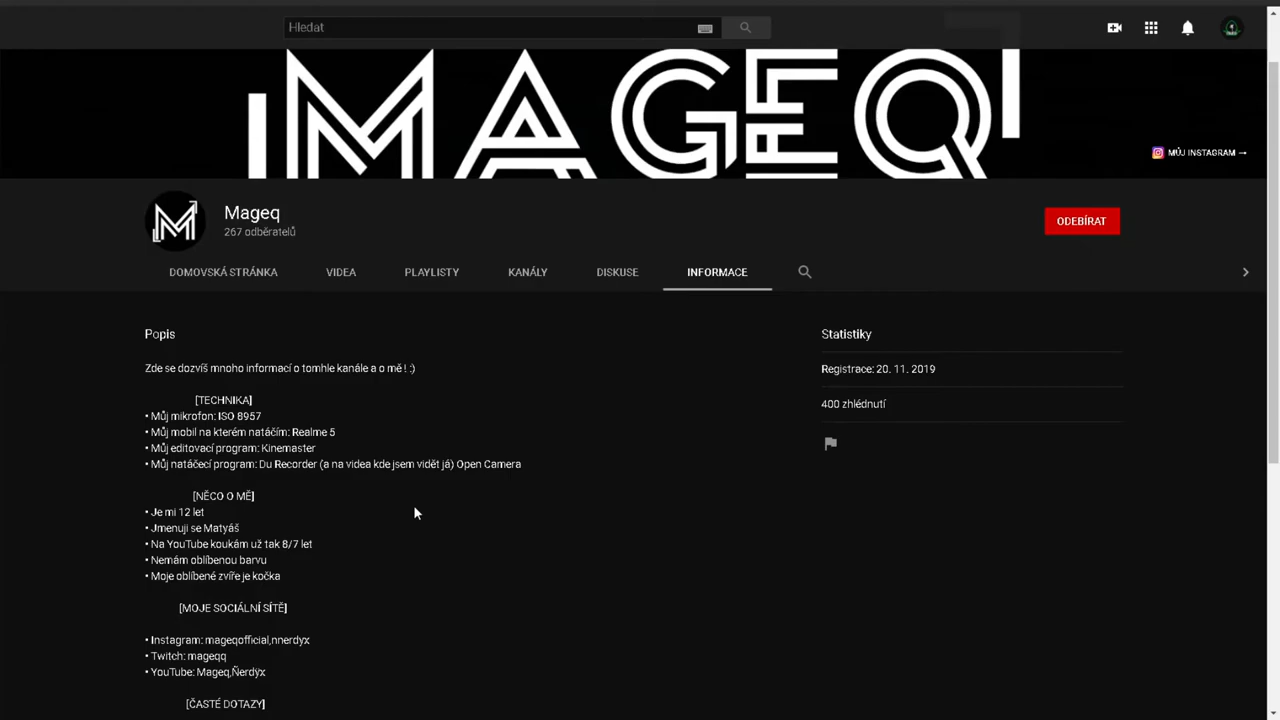 Hledat
MAGEQ
MŮJ INSTAGRAM →
Mageq
267 odběratelů
ODEBÍRAT
DOMOVSKÁ STRÁNKA VIDEA PLAYLISTY KANÁLY DISKUSE INFORMACE
Popis
Statistiky
Zde se dozvíš mnoho informací o tomhle kanále a o mě ! :)
Registrace: 20. 11. 2019
400 zhlédnutí
[TECHNIKA]
• Můj mikrofon: ISO 8957
• Můj mobil na kterém natáčím: Realme 5
• Můj editovací program: Kinemaster
• Můj natáčecí program: Du Recorder (a na videa kde jsem vidět já) Open Camera
[NĚCO O MĚ]
• Je mi 12 let
• Jmenuji se Matyáš
• Na YouTube koukám už tak 8/7 let
• Nemám oblíbenou barvu
• Moje oblíbené zvíře je kočka
[MOJE SOCIÁLNÍ SÍTĚ]
• Instagram: mageqofficial,nnerdyx
• Twitch: mageqq
• YouTube: Mageq,Ñerdÿx
[ČASTÉ DOTAZY]